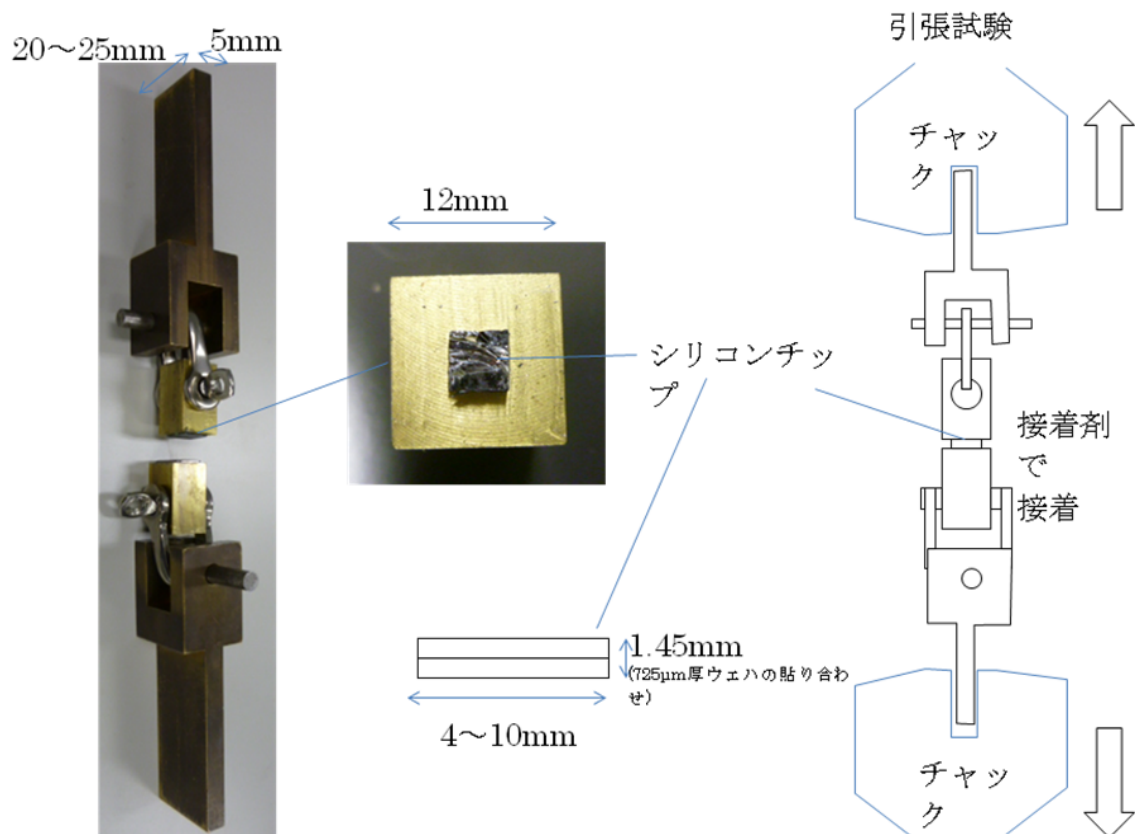 20～25mm
5mm
12mm
シリコンチッ
プ
1.45mm
(725μm厚ウェハの貼り合わ
せ)
4～10mm
引張試験
チャッ
ク
接着剤
で
接着
チャッ
ク